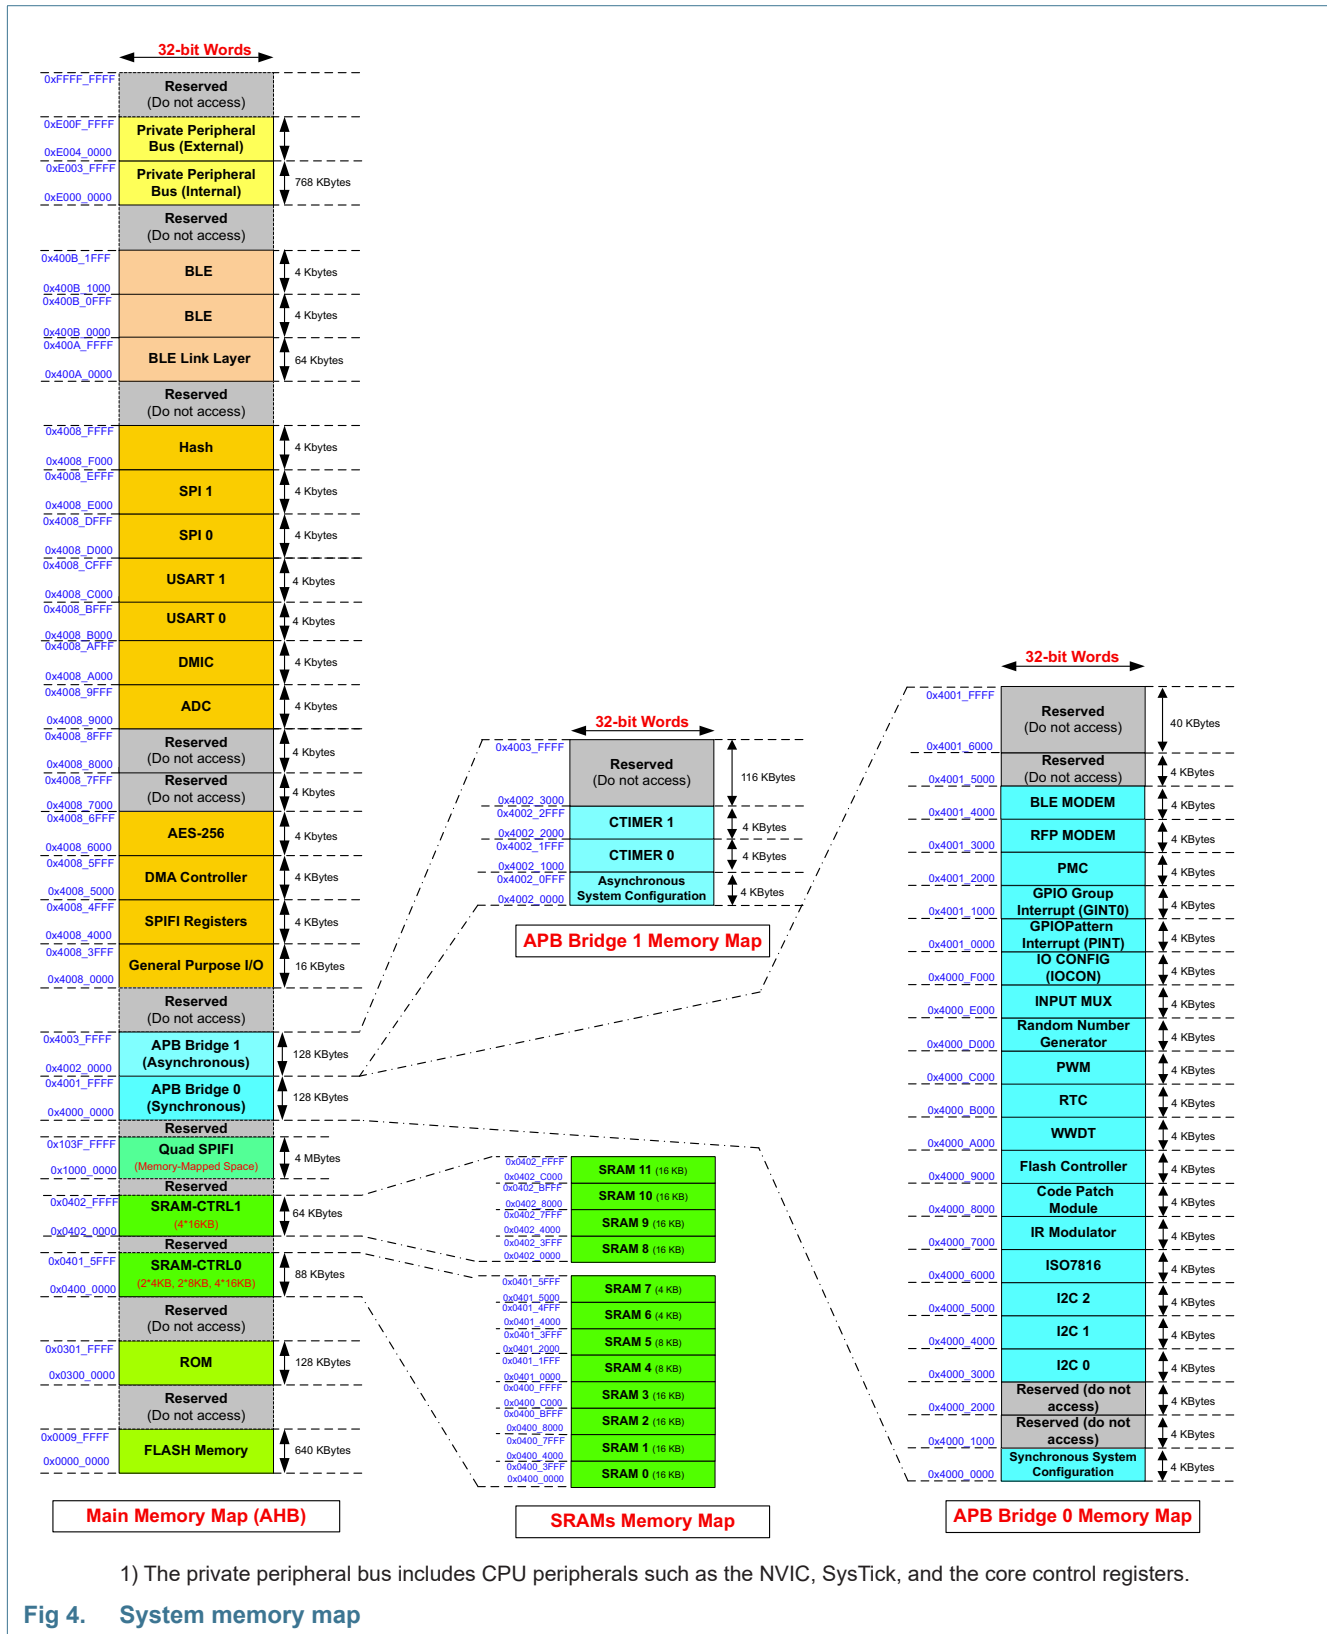 32-bit Words
0xFFFF_FFFF
Reserved
(Do not access)
0xE00F_FFFF
Private Peripheral
Bus (External)
0xE004_0000
0xE003_FFFF
Private Peripheral
Bus (Internal)
768 KBytes
0xE000_0000
Reserved
(Do not access)
0x400B_1FFF
BLE
4 Kbytes
0x400B_1000
0x400B_0FFF
BLE
4 Kbytes
0x400B_0000
0x400A_FFFF
BLE Link Layer
64 Kbytes
0x400A_0000
Reserved
(Do not access)
0x4008_FFFF
Hash
4 Kbytes
0x4008_F000
0x4008_EFFF
SPI 1
4 Kbytes
0x4008_E000
0x4008_DFFF
SPI 0
4 Kbytes
0x4008_D000
0x4008_CFFF
USART 1
4 Kbytes
0x4008_C000
0x4008_BFFF
USART 0
4 Kbytes
0x4008_B000
0x4008_AFFF
DMIC
4 Kbytes
0x4008_A000
0x4008_9FFF
ADC
4 Kbytes
0x4008_9000
0x4008_8FFF
Reserved
(Do not access)
4 Kbytes
0x4008_8000
0x4008_7FFF
Reserved
(Do not access)
4 Kbytes
0x4008_7000
0x4008_6FFF
AES-256
4 Kbytes
0x4008_6000
0x4008_5FFF
DMA Controller
4 KBytes
0x4008_5000
0x4008_4FFF
SPIFI Registers
4 KBytes
0x4008_4000
0x4008_3FFF
General Purpose I/O
16 KBytes
0x4008_0000
Reserved
(Do not access)
0x4003_FFFF
APB Bridge 1
(Asynchronous)
128 KBytes
0x4002_0000
0x4001_FFFF
APB Bridge 0
(Synchronous)
128 KBytes
0x4000_0000
Reserved
0x103F_FFFF
Quad SPIFI
(Memory-Mapped Space)
4 MBytes
0x1000_0000
Reserved
0x0402_FFFF
SRAM-CTRL1
(4*16KB)
64 KBytes
0x0402_0000
Reserved
0x0401_5FFF
SRAM-CTRL0
(2*4KB, 2*8KB, 4*16KB)
88 KBytes
0x0400_0000
Reserved
(Do not access)
0x0301_FFFF
ROM
128 KBytes
0x0300_0000
Reserved
(Do not access)
0x0009_FFFF
FLASH Memory
640 KBytes
0x0000_0000
Main Memory Map (AHB)
32-bit Words
0x4003_FFFF
Reserved
(Do not access)
116 KBytes
0x4002_3000
0x4002_2FFF
CTIMER 1
4 KBytes
0x4002_2000
0x4002_1FFF
CTIMER 0
4 KBytes
0x4002_1000
0x4002_0FFF
Asynchronous
System Configuration
4 KBytes
0x4002_0000
APB Bridge 1 Memory Map
0x0402_FFFF
SRAM 11 (16 KB)
0x0402_C000
0x0402_BFFF
SRAM 10 (16 KB)
0x0402_8000
0x0402_7FFF
SRAM 9 (16 KB)
0x0402_4000
0x0402_3FFF
SRAM 8 (16 KB)
0x0402_0000
0x0401_5FFF
SRAM 7 (4 KB)
0x0401_5000
0x0401_4FFF
SRAM 6 (4 KB)
0x0401_4000
0x0401_3FFF
SRAM 5 (8 KB)
0x0401_2000
0x0401_1FFF
SRAM 4 (8 KB)
0x0401_0000
0x0400_FFFF
SRAM 3 (16 KB)
0x0400_C000
0x0400_BFFF
SRAM 2 (16 KB)
0x0400_8000
0x0400_7FFF
SRAM 1 (16 KB)
0x0400_4000
0x0400_3FFF
SRAM 0 (16 KB)
0x0400_0000
SRAMs Memory Map
32-bit Words
0x4001_FFFF
Reserved
(Do not access)
40 KBytes
0x4001_6000
Reserved
(Do not access)
4 KBytes
0x4001_5000
BLE MODEM
4 KBytes
0x4001_4000
RFP MODEM
4 KBytes
0x4001_3000
PMC
4 KBytes
0x4001_2000
GPIO Group
Interrupt (GINT0)
4 KBytes
0x4001_1000
GPIOPattern
Interrupt (PINT)
4 KBytes
0x4001_0000
IO CONFIG
(IOCON)
4 KBytes
0x4000_F000
INPUT MUX
4 KBytes
0x4000_E000
Random Number
Generator
4 KBytes
0x4000_D000
PWM
4 KBytes
0x4000_C000
RTC
4 KBytes
0x4000_B000
WWDT
4 KBytes
0x4000_A000
Flash Controller
4 KBytes
0x4000_9000
Code Patch
Module
4 KBytes
0x4000_8000
IR Modulator
4 KBytes
0x4000_7000
ISO7816
4 KBytes
0x4000_6000
I2C 2
4 KBytes
0x4000_5000
I2C 1
4 KBytes
0x4000_4000
I2C 0
4 KBytes
0x4000_3000
Reserved (do not
access)
4 KBytes
0x4000_2000
Reserved (do not
access)
4 KBytes
0x4000_1000
Synchronous System
Configuration
4 KBytes
0x4000_0000
APB Bridge 0 Memory Map
1) The private peripheral bus includes CPU peripherals such as the NVIC, SysTick, and the core control registers.
Fig 4. System memory map